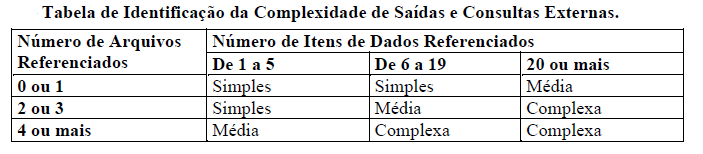 Tabela de Identificação da Complexidade de Saídas e Consultas Externas.
Número de Arquivos Referenciados Número de Itens de Dados Referenciados
De 1 a 5 De 6 a 19 20 ou mais
0 ou 1 Simples Simples Média
2 ou 3 Simples Média Complexa
4 ou mais Média Complexa Complexa